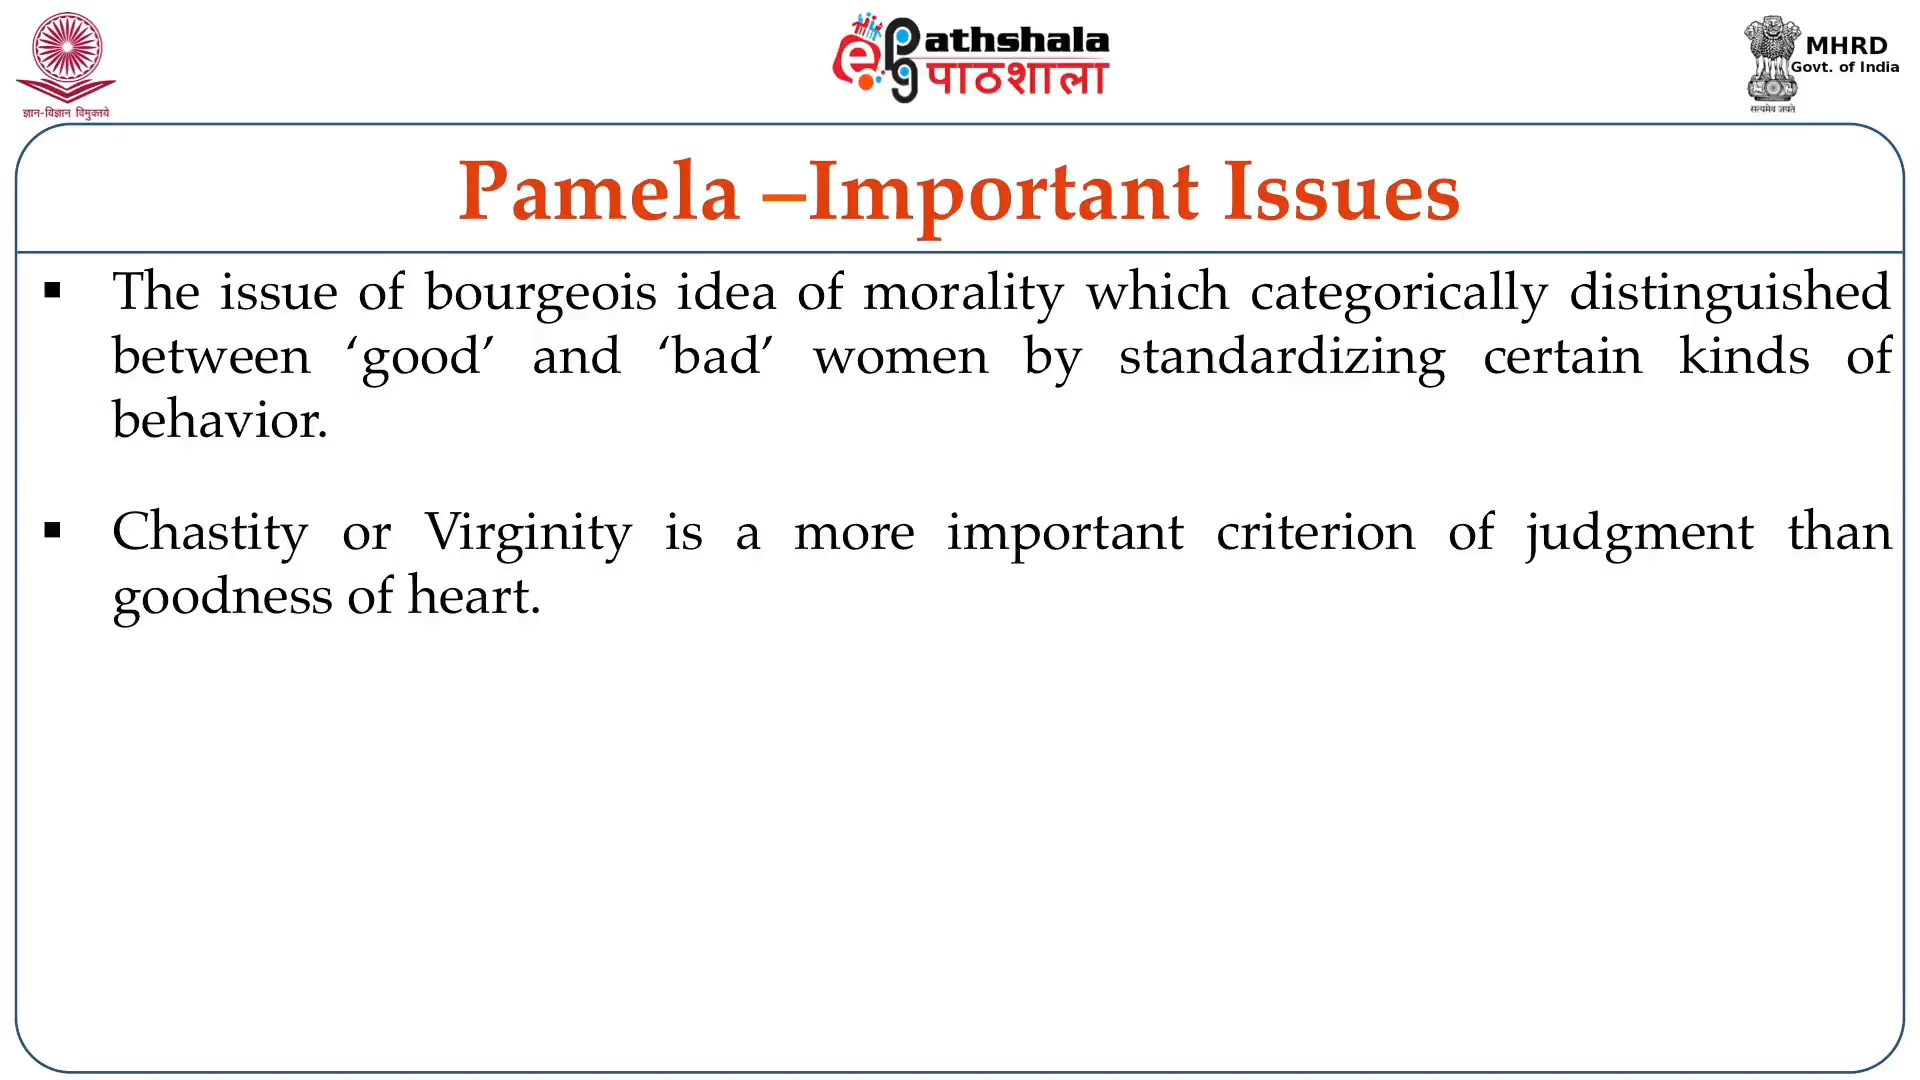 ज्ञान-विज्ञान विमुक्तये
e Pathshala
pg पाठशाला
MHRD
Govt. of India
सत्यमेव जयते
Pamela –Important Issues
▪ The issue of bourgeois idea of morality which categorically distinguished
between ‘good’ and ‘bad’ women by standardizing certain kinds of
behavior.
▪ Chastity or Virginity is a more important criterion of judgment than
goodness of heart.